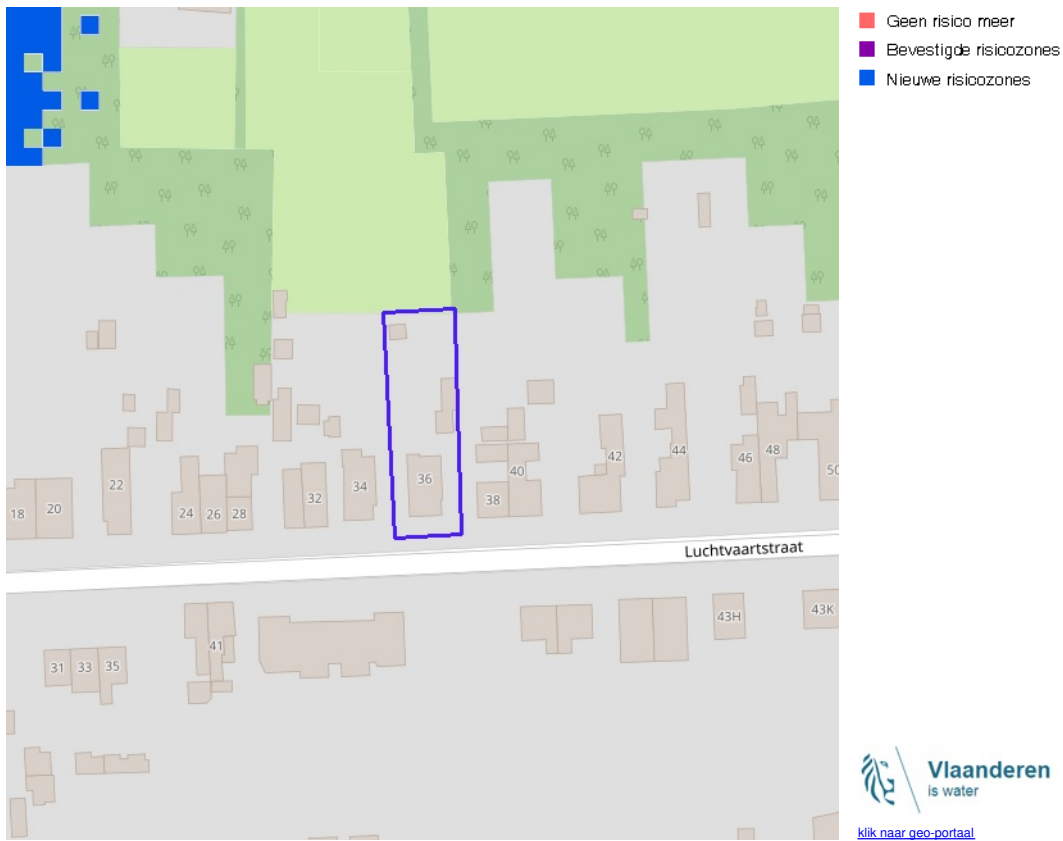 Geen risico meer
Bevestigde risicozones
Nieuwe risicozones
22
18
20
24
26
28
32
34
36
38
40
42
44
46
48
50
Luchtvaartstraat
31
33
35
41
43H
43K
Vlaanderen
is water
klik naar geo-portaal